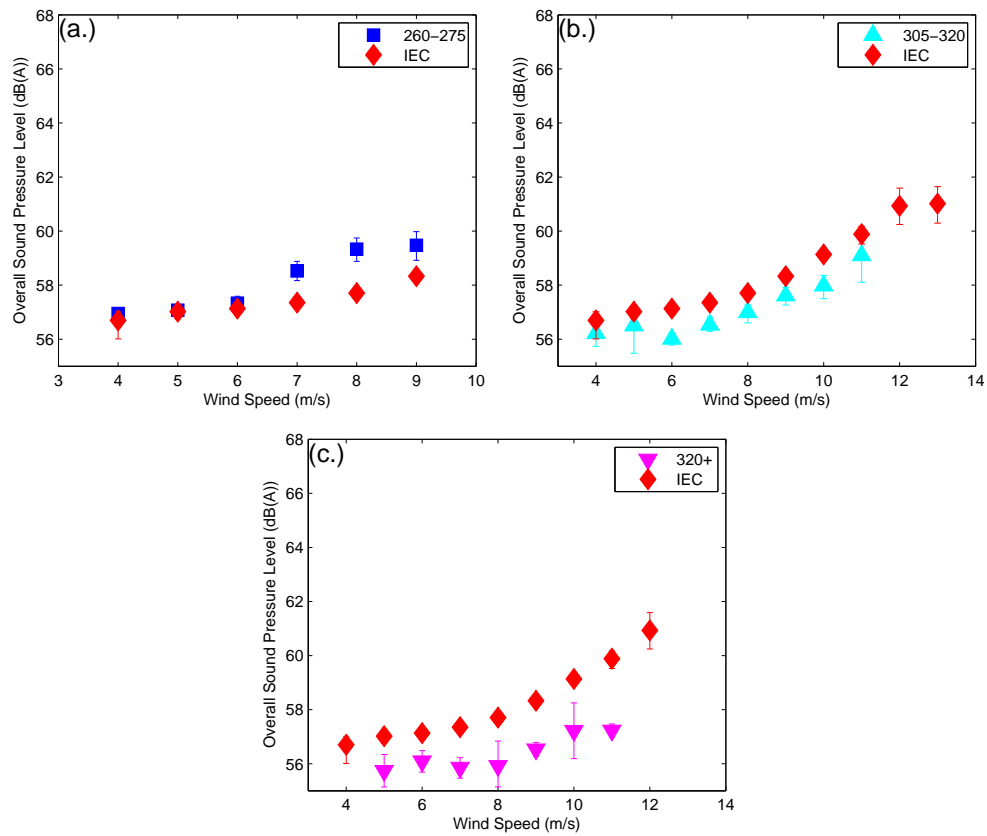 (a.)
260−275
IEC
Overall Sound Pressure Level (dB(A))
68
66
64
62
60
58
56
3 4 5 6 7 8 9 10
Wind Speed (m/s)
(b.)
305−320
IEC
Overall Sound Pressure Level (dB(A))
68
66
64
62
60
58
56
4 6 8 10 12 14
Wind Speed (m/s)
(c.)
320+
IEC
Overall Sound Pressure Level (dB(A))
68
66
64
62
60
58
56
4 6 8 10 12 14
Wind Speed (m/s)